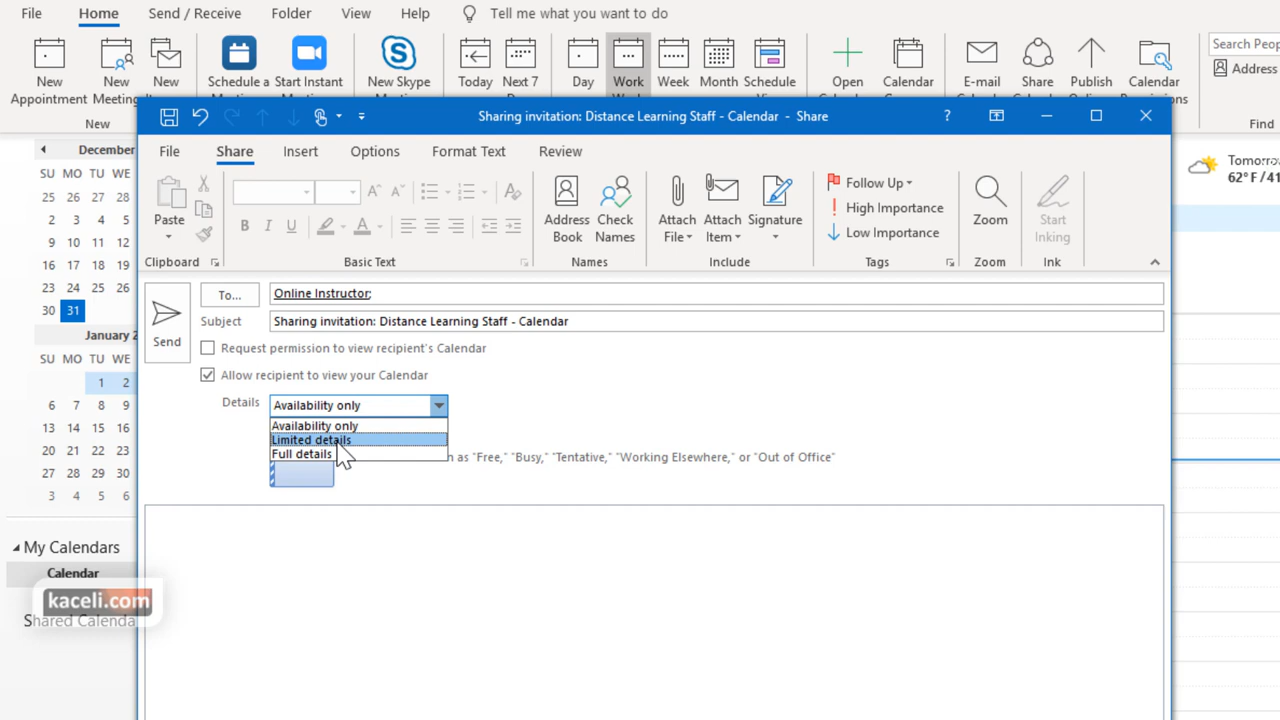 File Home Send / Receive Folder View Help Tell me what you want to do
New Appointment
New Meeting
New
Schedule a
Start Instant
New Skype
Today
Next 7
Day
Work
Week
Month
Schedule
Open
Calendar
E-mail
Share
Publish
Calendar
Search Peop
Address
New
Find
Sharing invitation: Distance Learning Staff - Calendar - Share
?
File Share Insert Options Format Text Review
Paste
B I U
A
Address Book
Check Names
Attach File
Attach Item
Signature
Follow Up
High Importance
Low Importance
Zoom
Start Inking
Clipboard Basic Text Names Include Tags Zoom Ink
Send
To...
Online Instructor;
Subject
Sharing invitation: Distance Learning Staff - Calendar
Request permission to view recipient's Calendar
Allow recipient to view your Calendar
Details
Availability only
Availability only
Limited details
Full details
as "Free," "Busy," "Tentative," "Working Elsewhere," or "Out of Office"
December
SU MO TU WE
25 26 27 28
2 3 4 5
9 10 11 12
16 17 18 19
23 24 25 26
30 31
January 2
SU MO TU WE
1 2
6 7 8 9
13 14 15 16
20 21 22 23
27 28 29 30
3 4 5 6
My Calendars
Calendar
kaceli.com
Shared Calenda
62° F / 41